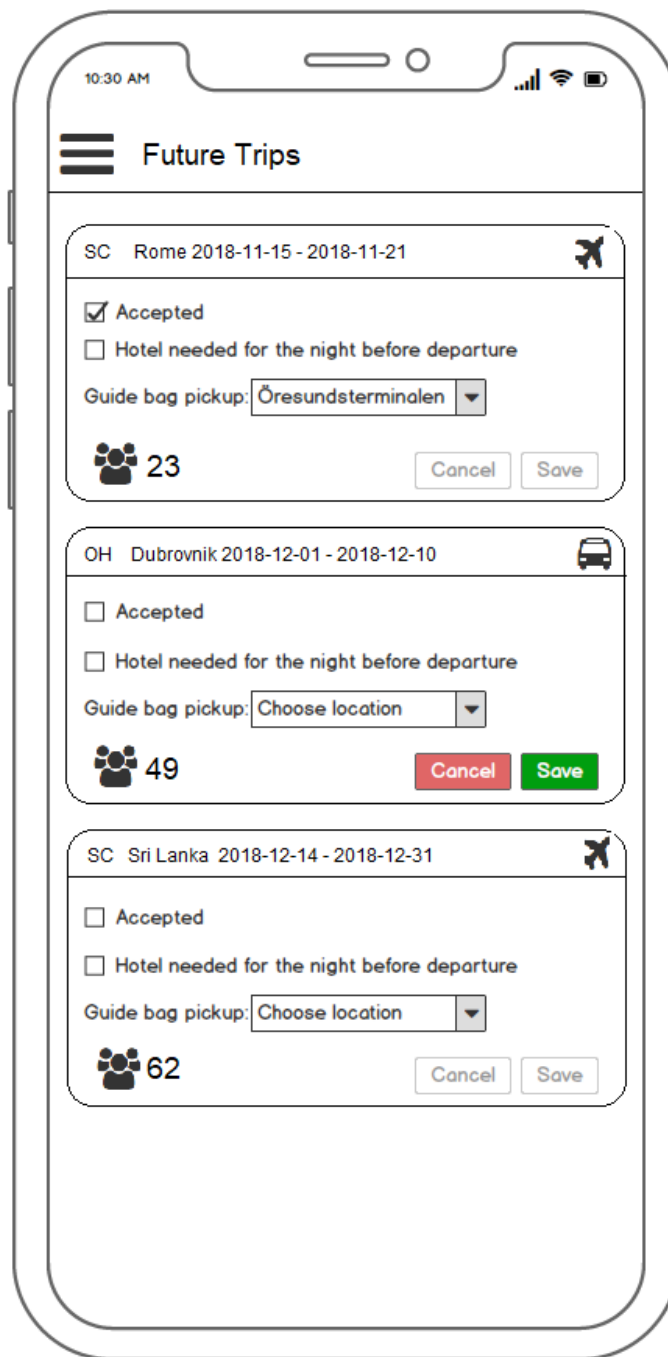 10:30 AM
Future Trips
SC Rome 2018-11-15 - 2018-11-21
Accepted
Hotel needed for the night before departure
Guide bag pickup: Öresundsterminalen
23 Cancel Save
OH Dubrovnik 2018-12-01 - 2018-12-10
Accepted
Hotel needed for the night before departure
Guide bag pickup: Choose location
49 Cancel Save
SC Sri Lanka 2018-12-14 - 2018-12-31
Accepted
Hotel needed for the night before departure
Guide bag pickup: Choose location
62 Cancel Save